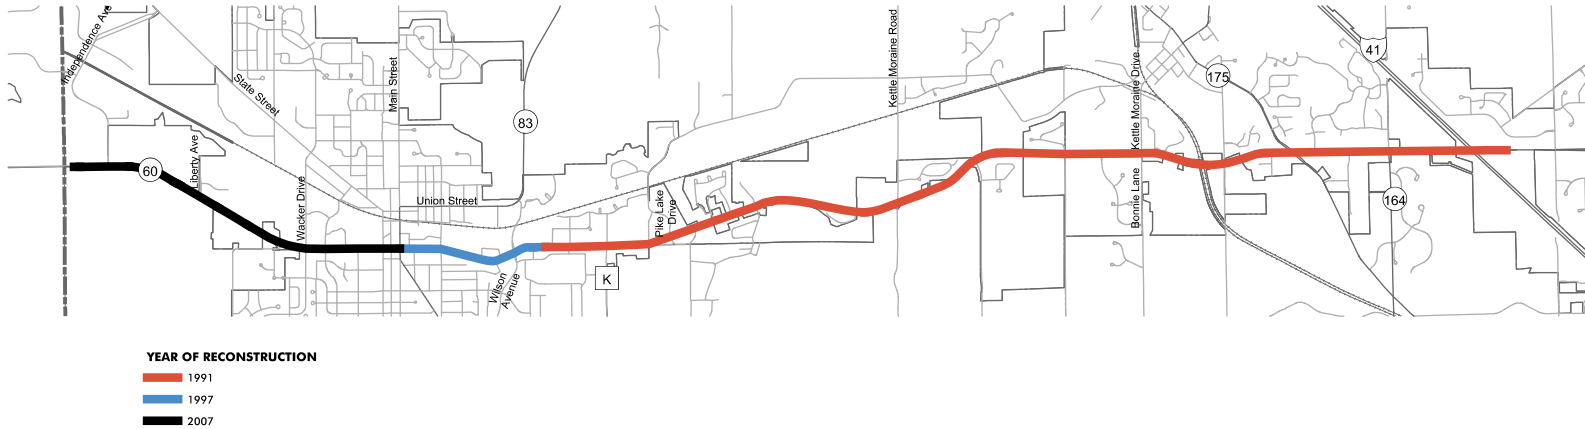 Independence Ave
State Street
Main Street
83
Kettle Moraine Road
Kettle Moraine Drive
175
41
60
Liberty Ave
Wacker Drive
Union Street
Pike Lake
Drive
Bonnie Lane
164
Wilson
Avenue
K
YEAR OF RECONSTRUCTION
1991
1997
2007